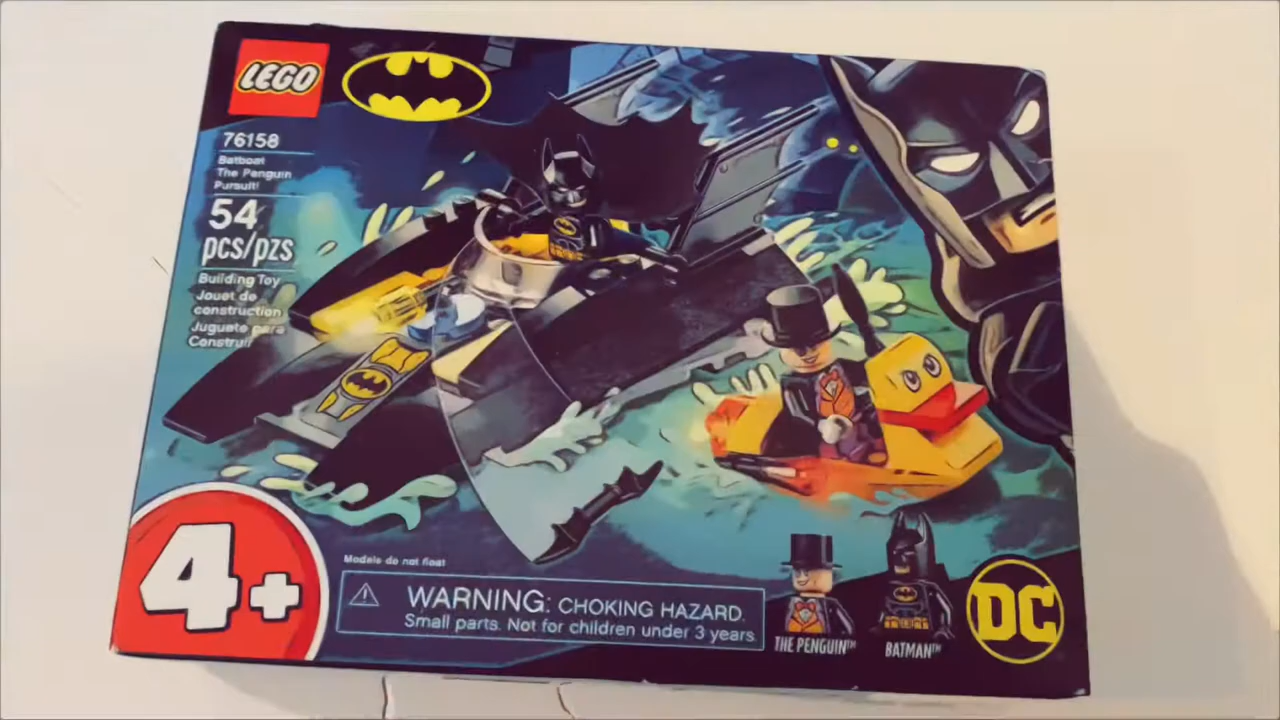 LEGO
76158
Batboat
The Penguin
Pursuit!
54
pcs/pzs
Building Toy
Jouet de
construction
Juguete para
Construir
4+
Models do not float
WARNING: CHOKING HAZARD.
Small parts. Not for children under 3 years.
THE PENGUIN™
BATMAN™
DC